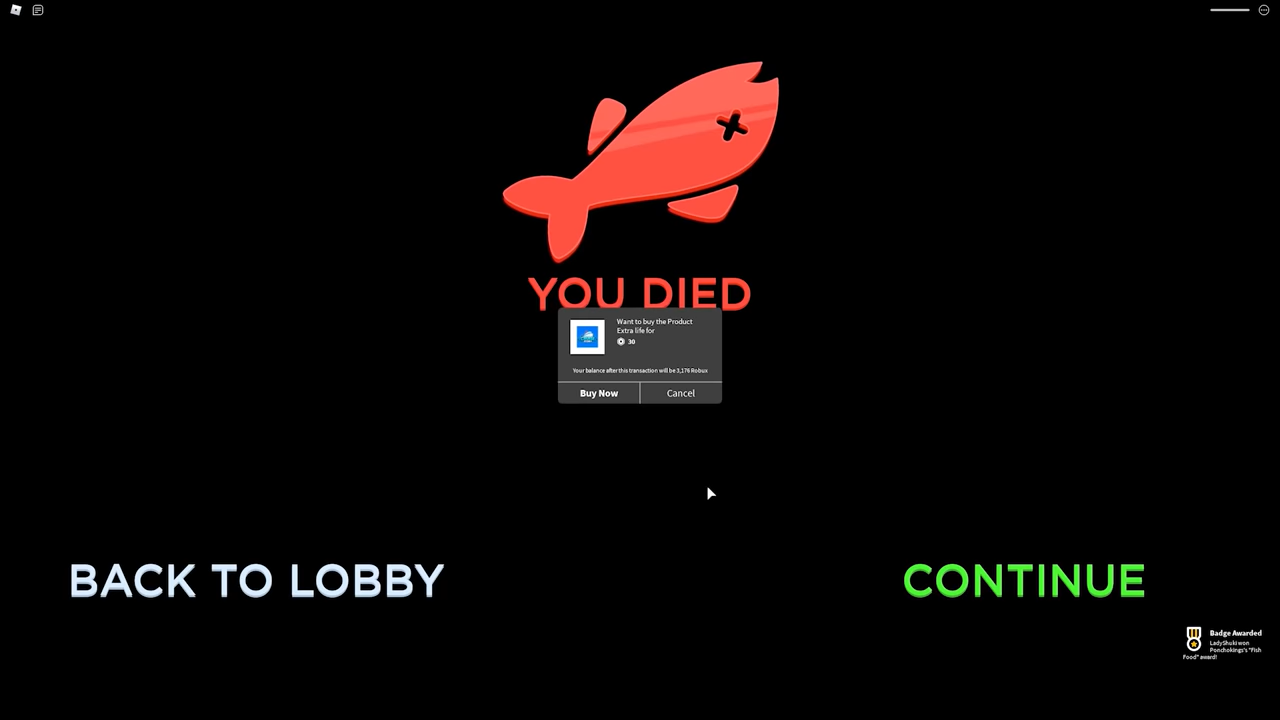 YOU DIED
Want to buy the Product
Extra life for
30
Your balance after this transaction will be 3,176 Robux
Buy Now
Cancel
BACK TO LOBBY
CONTINUE
Badge Awarded
LadyShuki won
Ponchokings's "Fish
Food" award!